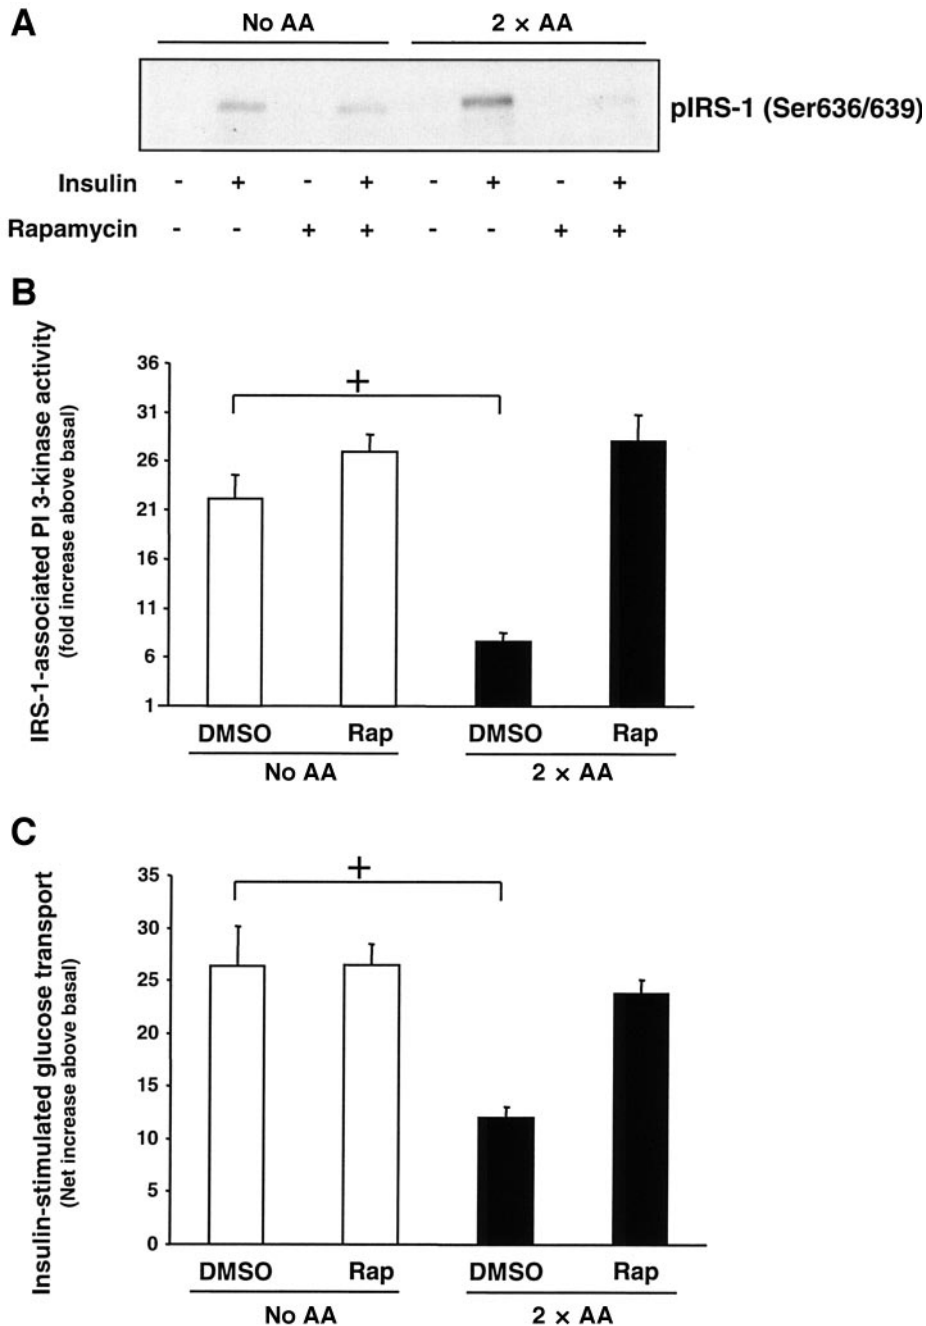 A
No AA 2 × AA
pIRS-1 (Ser636/639)
Insulin - + - + - + - +
Rapamycin - - + + - - + +
B
IRS-1-associated PI 3-kinase activity
(fold increase above basal)
36
31
26
21
16
11
6
1
+
DMSO Rap DMSO Rap
No AA 2 × AA
C
Insulin-stimulated glucose transport
(Net increase above basal)
35
30
25
20
15
10
5
0
+
DMSO Rap DMSO Rap
No AA 2 × AA